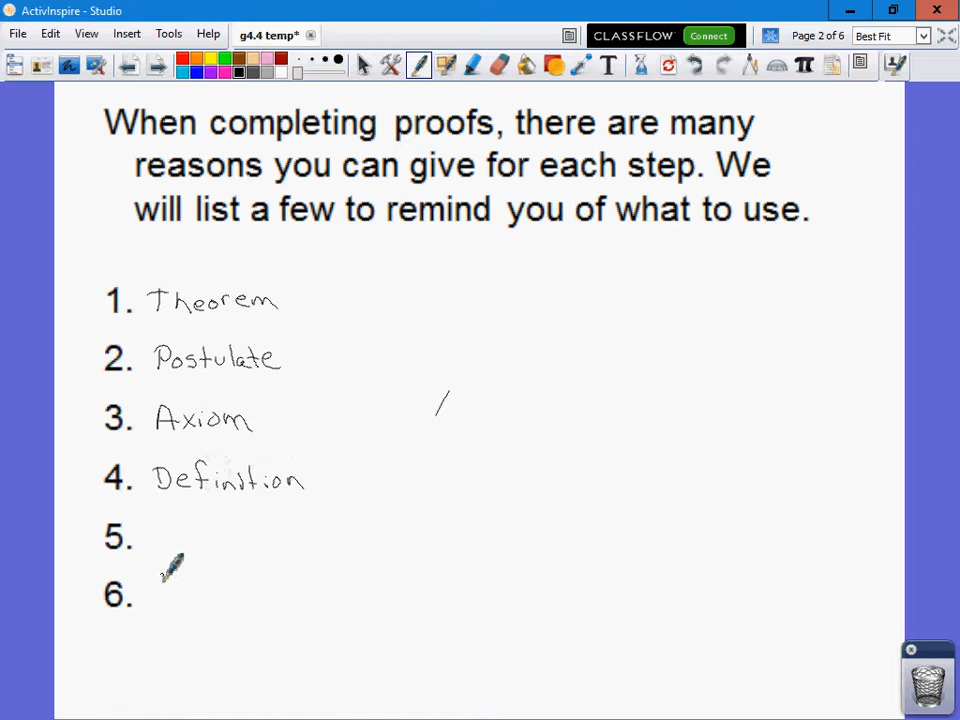 ActivInspire - Studio
File Edit View Insert Tools Help g4.4 temp* CLASSFLOW Connect Page 2 of 6 Best Fit
When completing proofs, there are many
reasons you can give for each step. We
will list a few to remind you of what to use.
1. Theorem
2. Postulate
3. Axiom
4. Definition
5.
6.